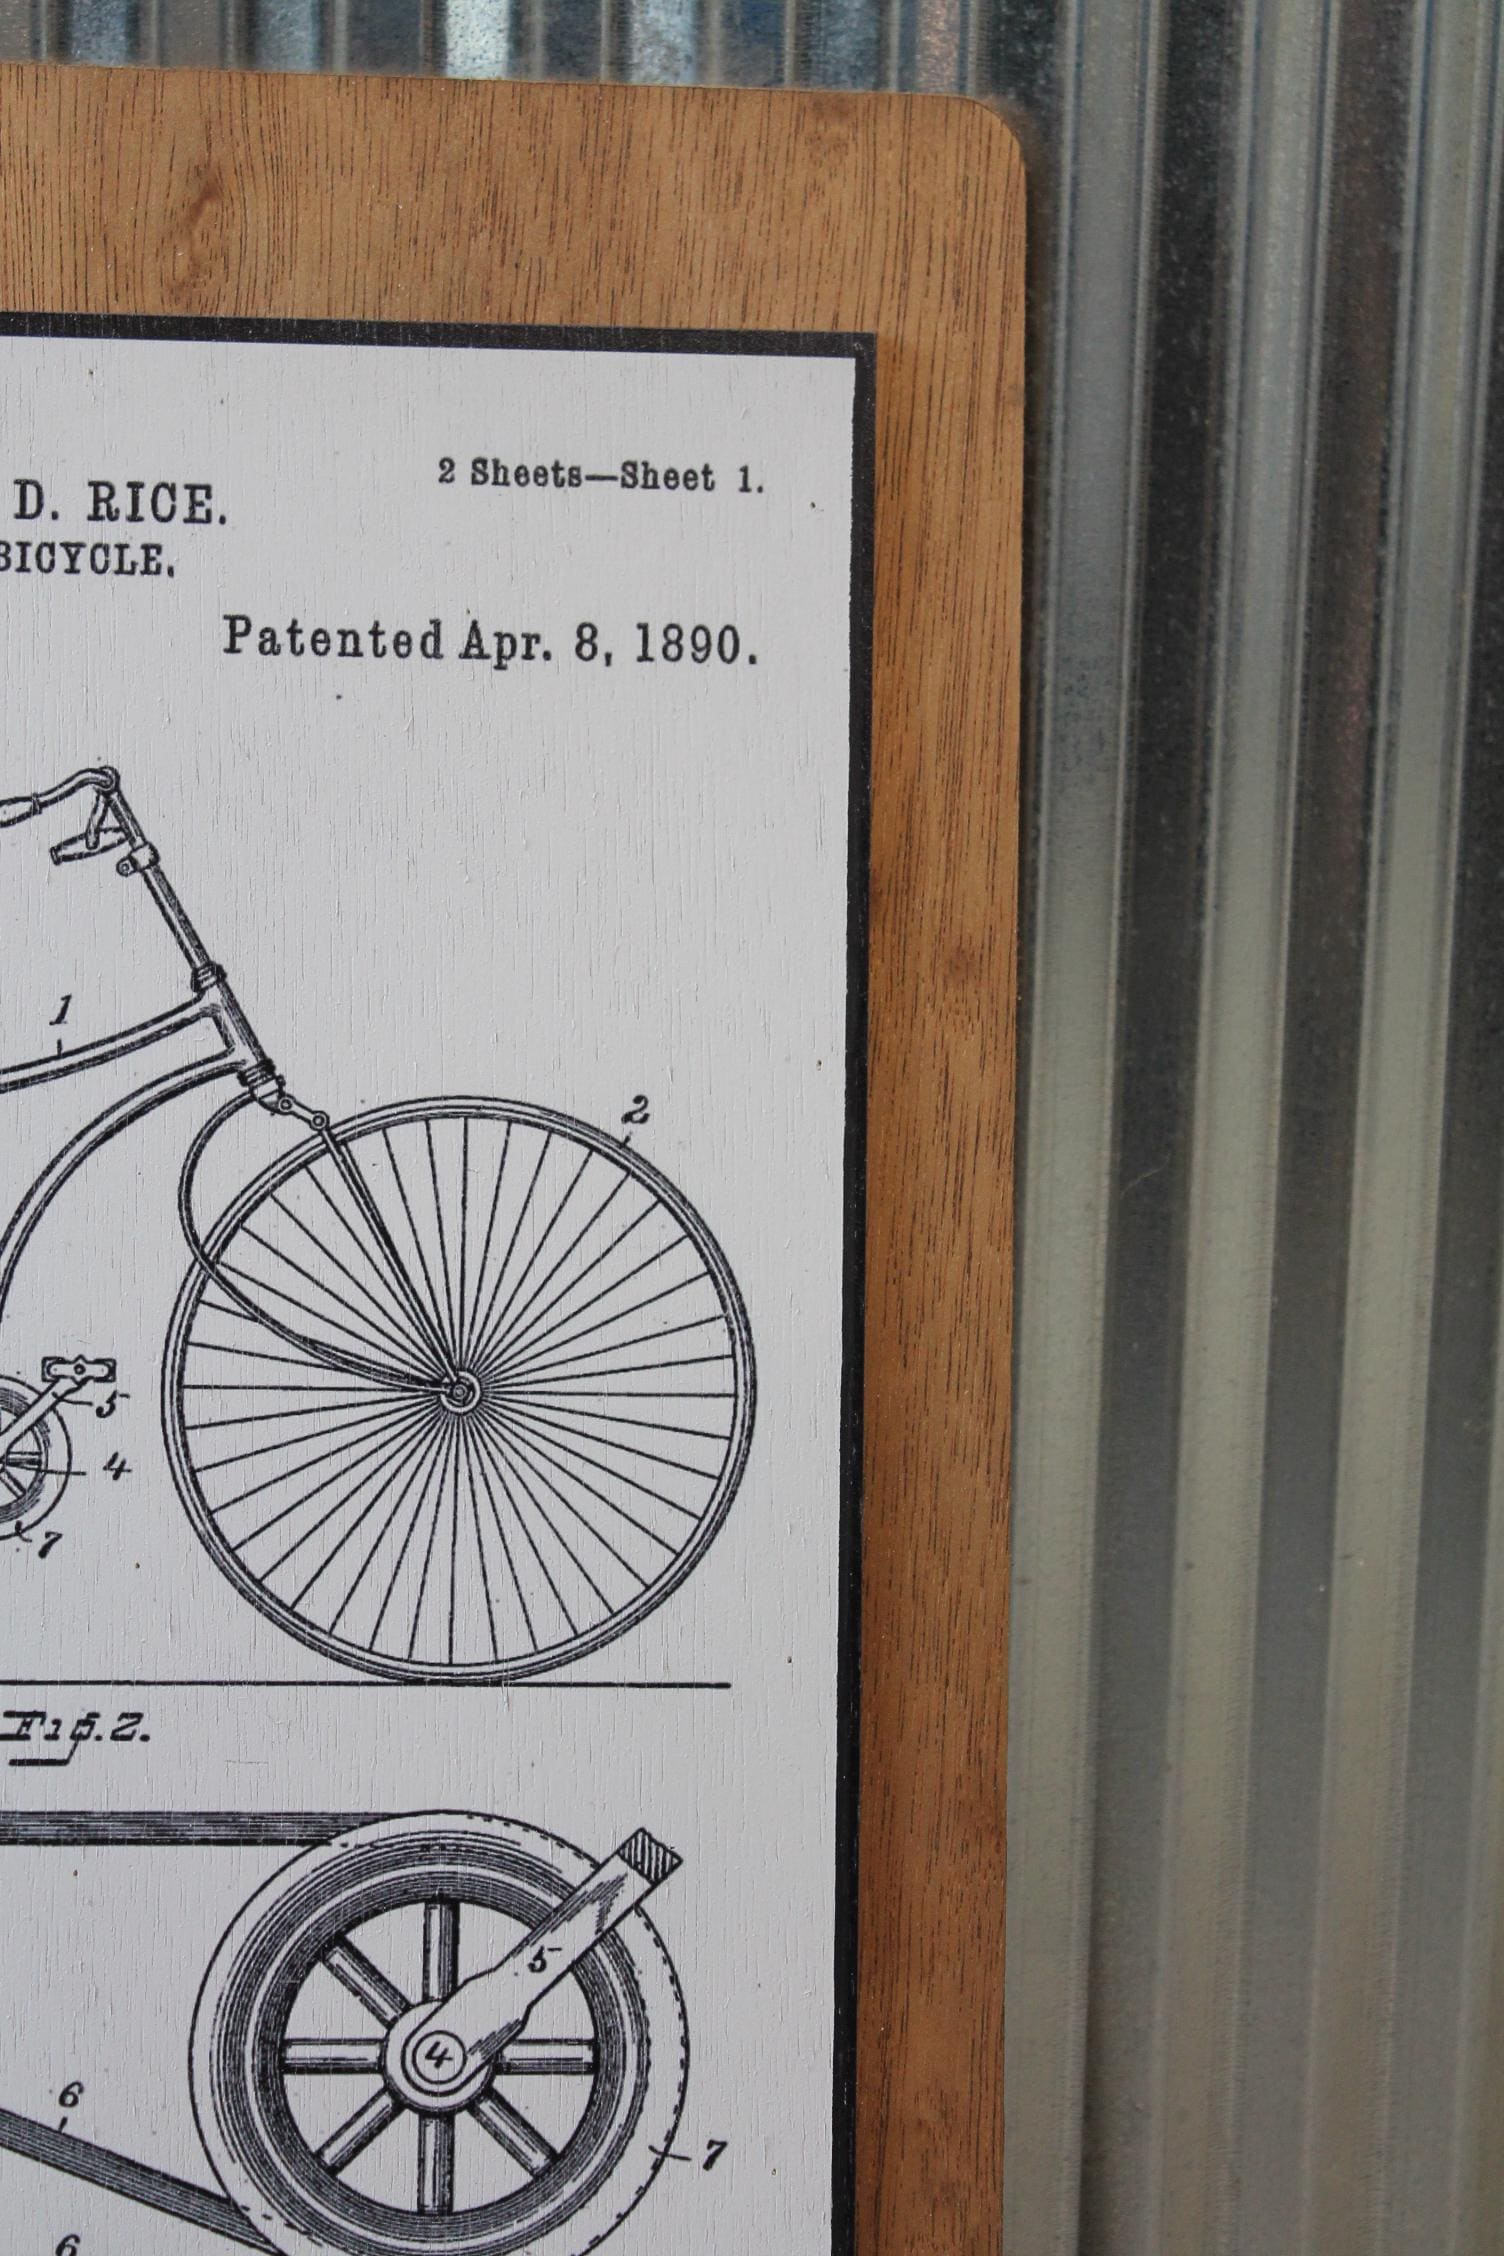 2 Sheets—Sheet 1.
D. RICE.
BICYCLE.
Patented Apr. 8, 1890.
1
2
5
4
7
Fig. 2.
5
4
6
7
6